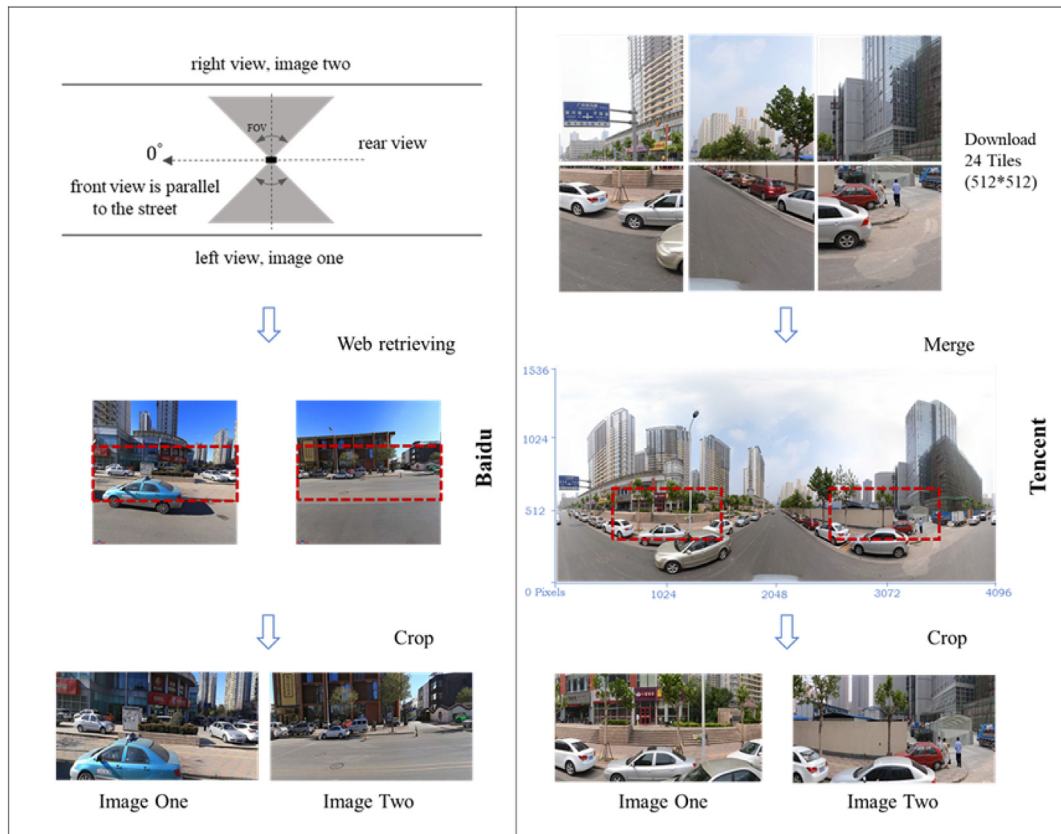 right view, image two
FOV
0°
rear view
front view is parallel
to the street
left view, image one
Web retrieving
Baidu
Crop
Image One
Image Two
Download
24 Tiles
(512*512)
Merge
1536
1024
512
0 Pixels
1024
2048
3072
4096
Tencent
Crop
Image One
Image Two